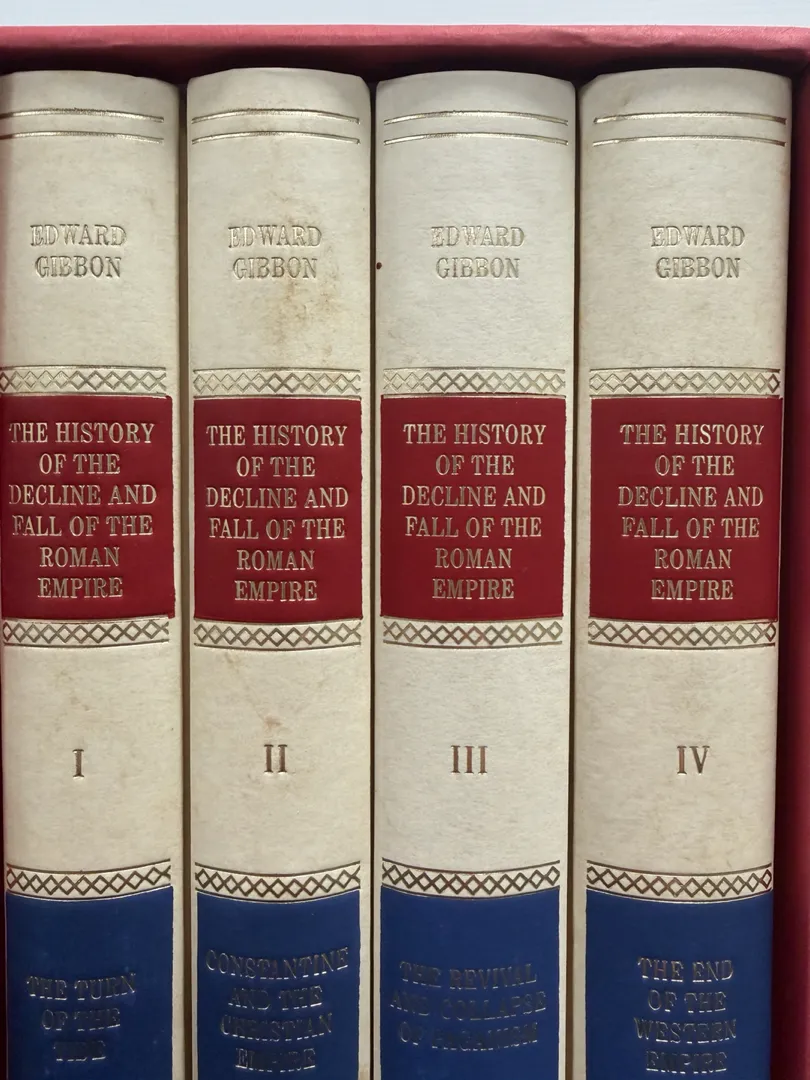 EDWARD
GIBBON
THE HISTORY
OF THE
DECLINE AND
FALL OF THE
ROMAN
EMPIRE
I
THE TURN
OF THE
TIDE
EDWARD
GIBBON
THE HISTORY
OF THE
DECLINE AND
FALL OF THE
ROMAN
EMPIRE
II
CONSTANTINE
AND THE
CHRISTIAN
EMPIRE
EDWARD
GIBBON
THE HISTORY
OF THE
DECLINE AND
FALL OF THE
ROMAN
EMPIRE
III
THE REVIVAL
AND COLLAPSE
OF PAGANISM
EDWARD
GIBBON
THE HISTORY
OF THE
DECLINE AND
FALL OF THE
ROMAN
EMPIRE
IV
THE END
OF THE
WESTERN
EMPIRE